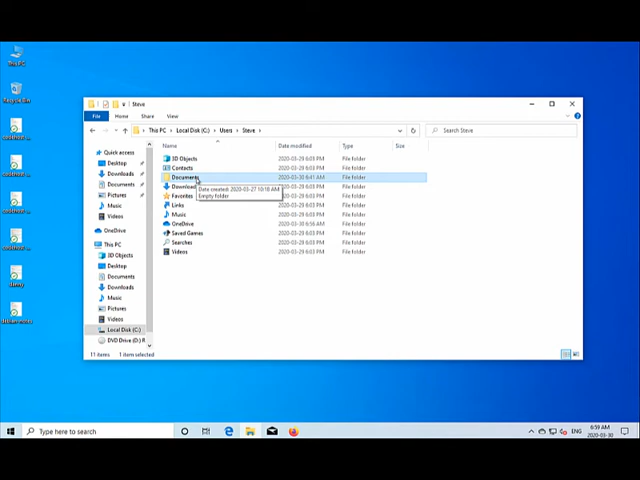 This PC
Steve
Recycle Bin
File Home Share View
This PC Local Disk (C:) Users Steve
Search Steve
Name Date modified Type Size
Quick access
Desktop
Downloads
Documents
Pictures
Music
Videos
OneDrive
This PC
3D Objects
Desktop
Documents
Downloads
Music
Pictures
Videos
Local Disk (C:)
DVD Drive (D:) R
3D Objects 2020-03-29 6:03 PM File folder
Contacts 2020-03-29 6:03 PM File folder
Documents 2020-03-30 6:41 AM File folder
Download 2020-03-29 6:03 PM File folder
Date created: 2020-03-27 10:18 AM
Empty folder
Favorites 2020-03-29 6:03 PM File folder
Links 2020-03-29 6:03 PM File folder
Music 2020-03-29 6:03 PM File folder
OneDrive 2020-03-30 6:56 AM File folder
Saved Games 2020-03-29 6:03 PM File folder
Searches 2020-03-29 6:03 PM File folder
Videos 2020-03-29 6:03 PM File folder
11 items 1 item selected
Type here to search
ENG
6:59 AM
2020-03-30